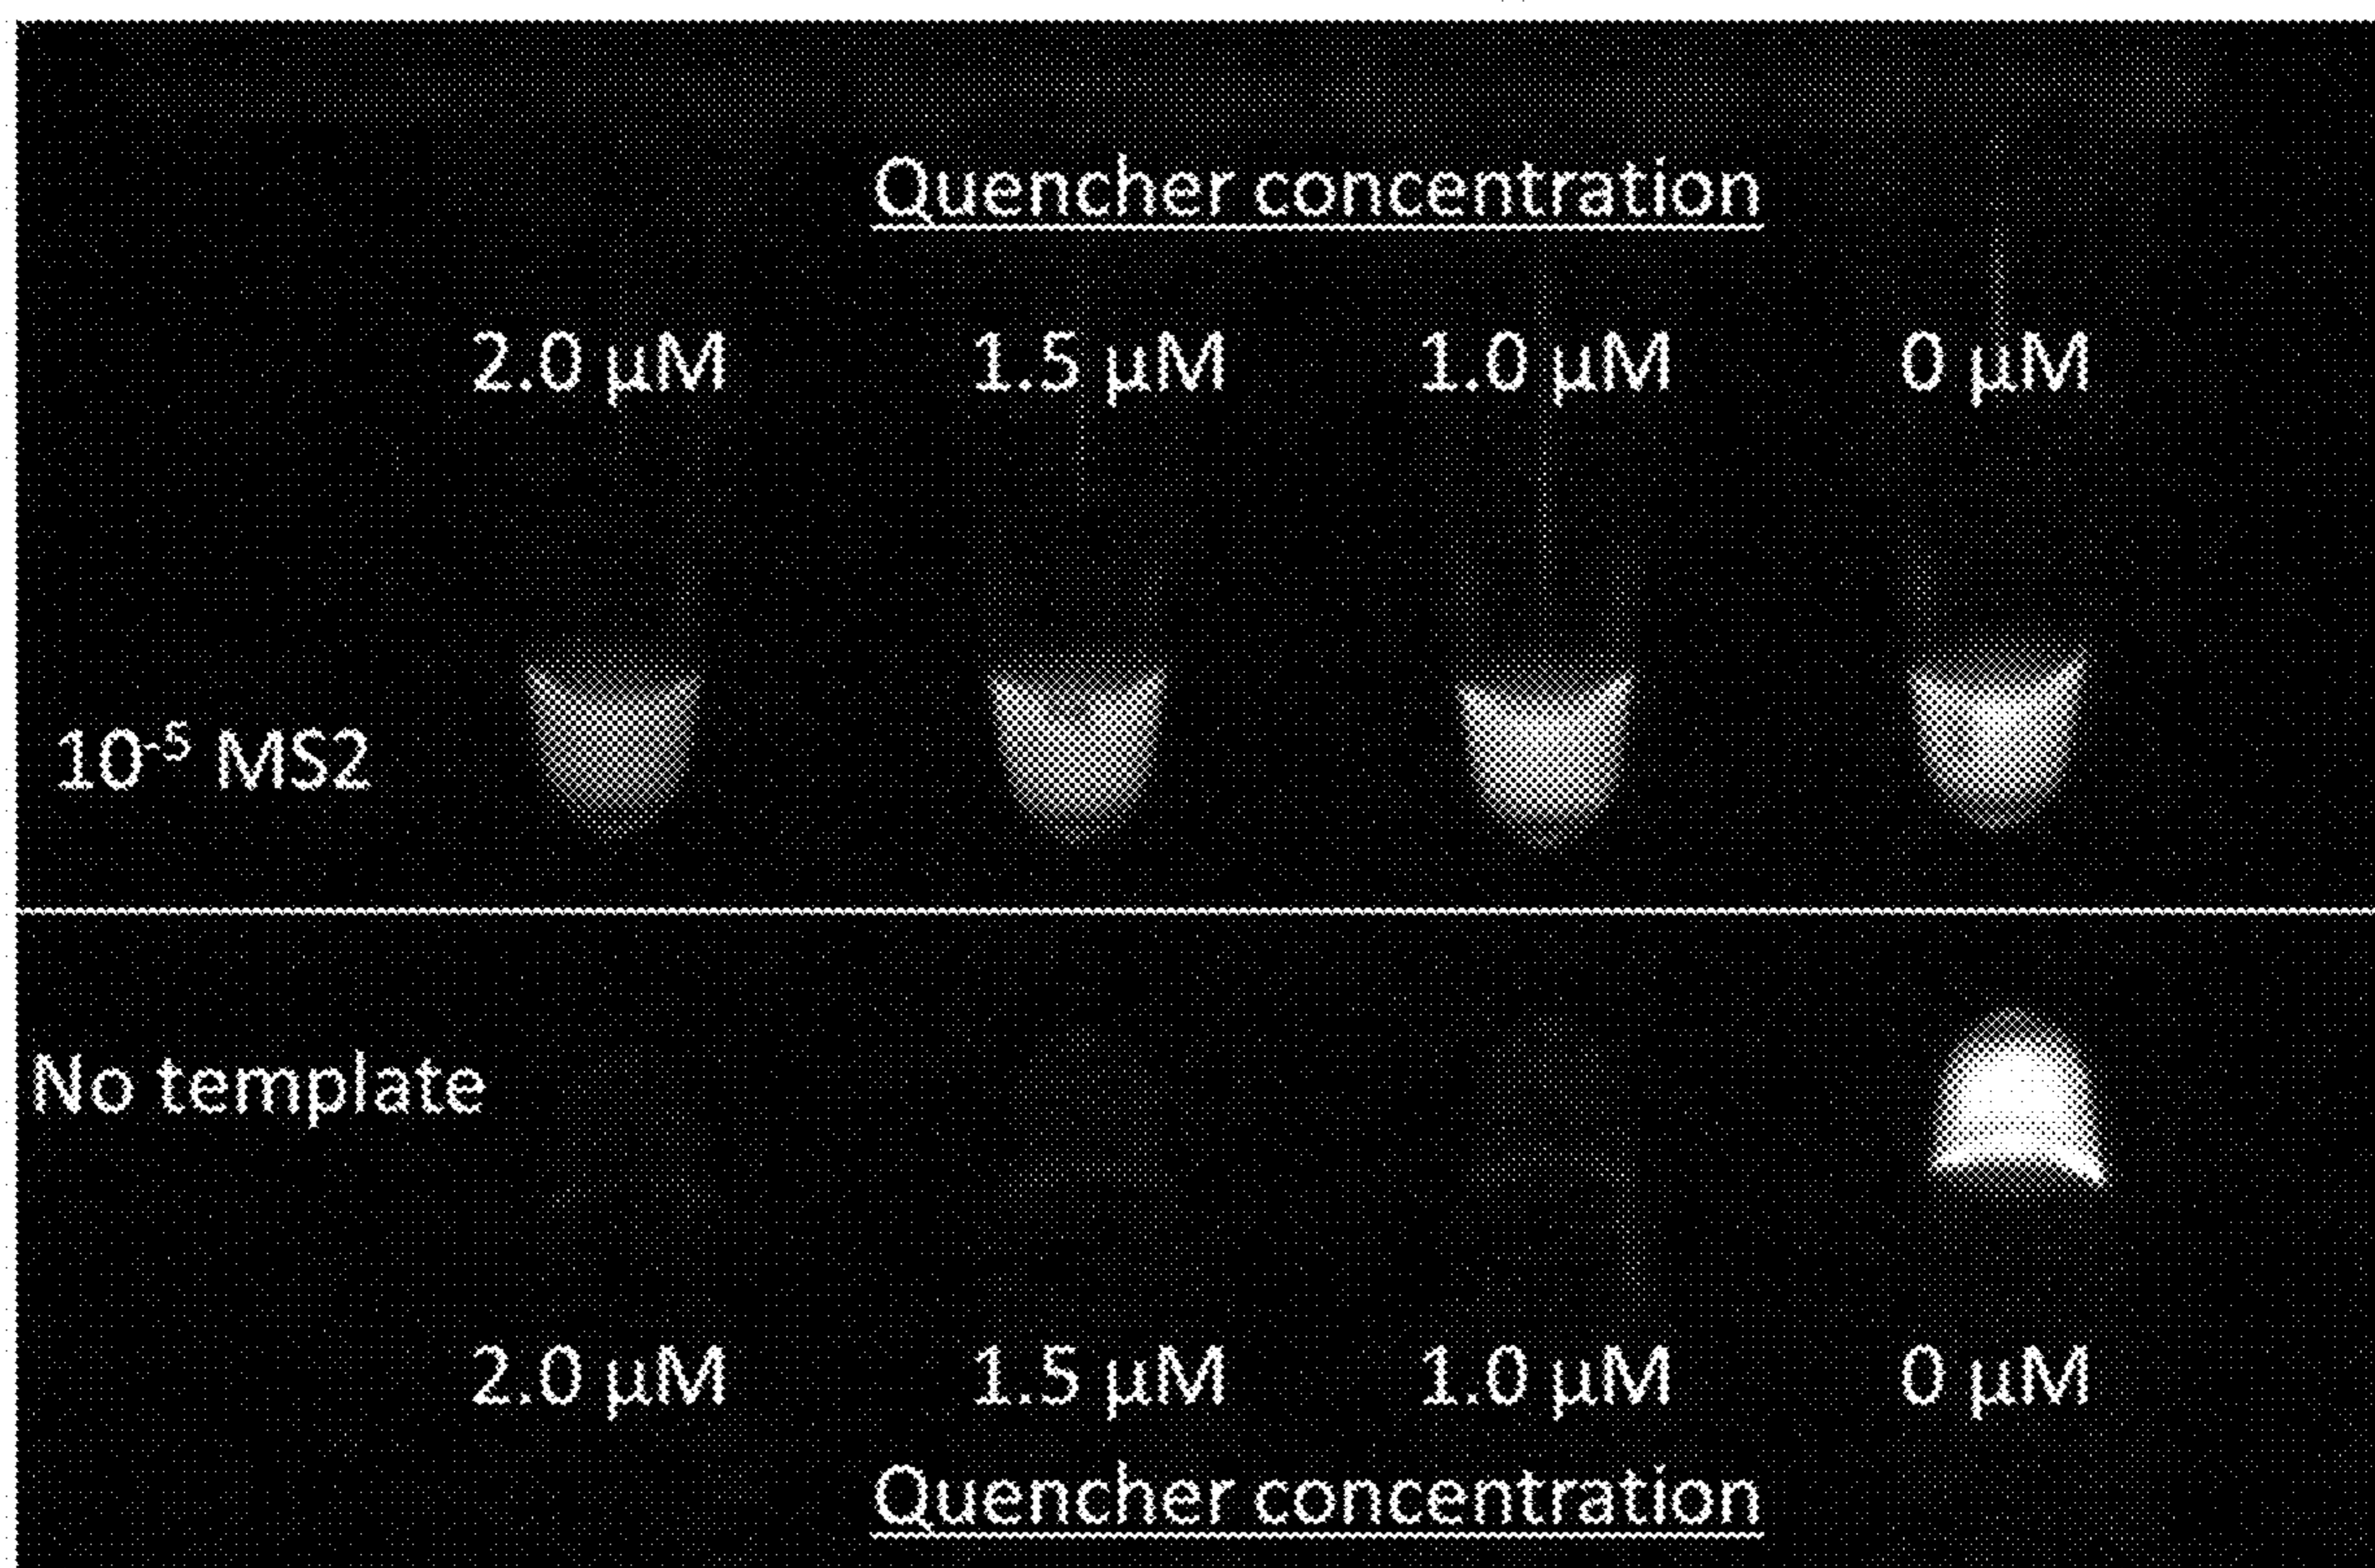 Quencher concentration
2.0 µM 1.5 µM 1.0 µM 0 µM
10⁻⁵ MS2
No template
2.0 µM 1.5 µM 1.0 µM 0 µM
Quencher concentration